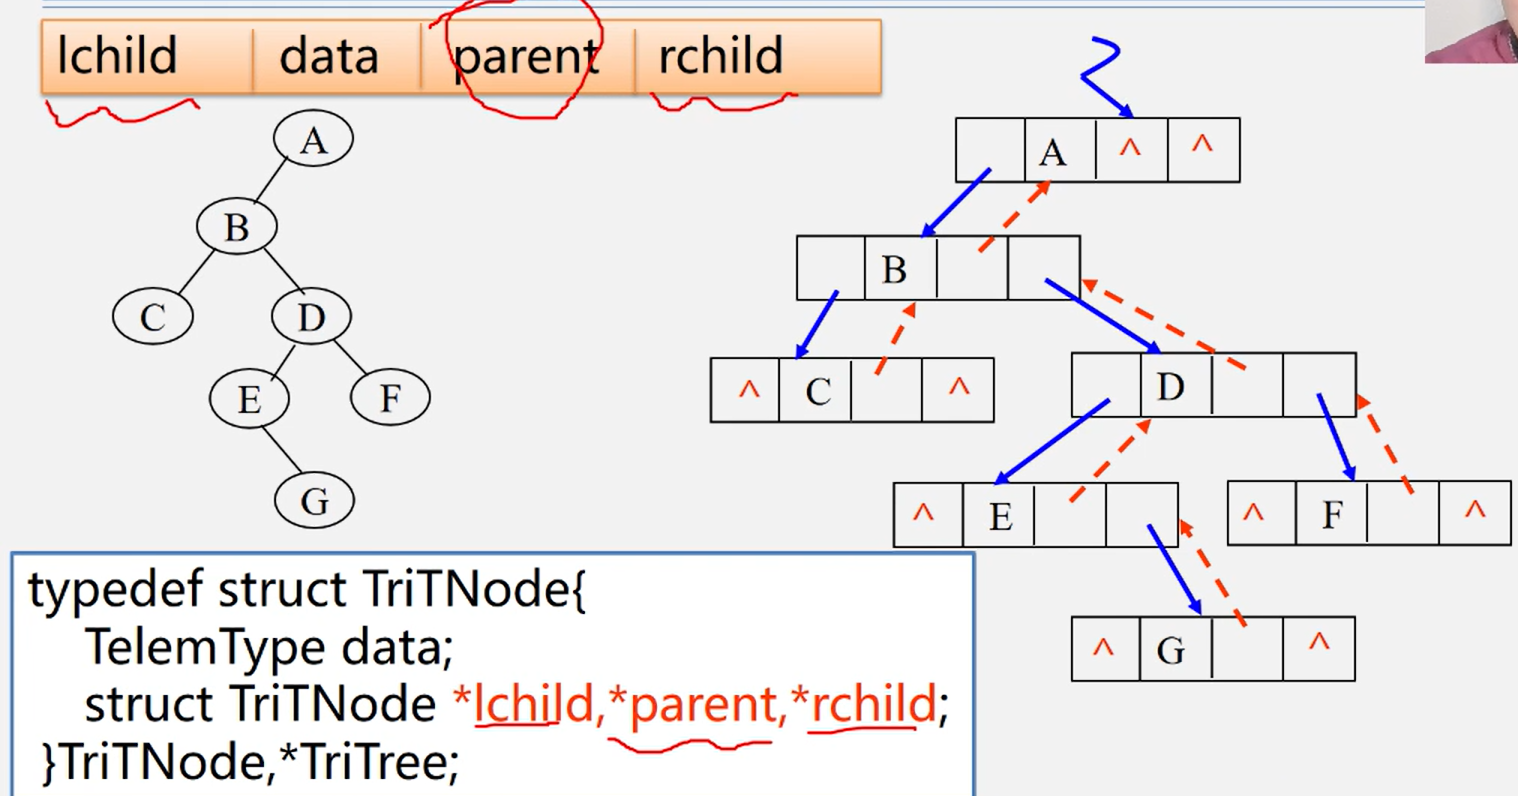 lchild data parent rchild
A
B
C D
E F
G
A ^ ^
B
^ C ^
D
^ E
^ F ^
^ G ^
typedef struct TriTNode{
TelemType data;
struct TriTNode *lchild,*parent,*rchild;
}TriTNode,*TriTree;